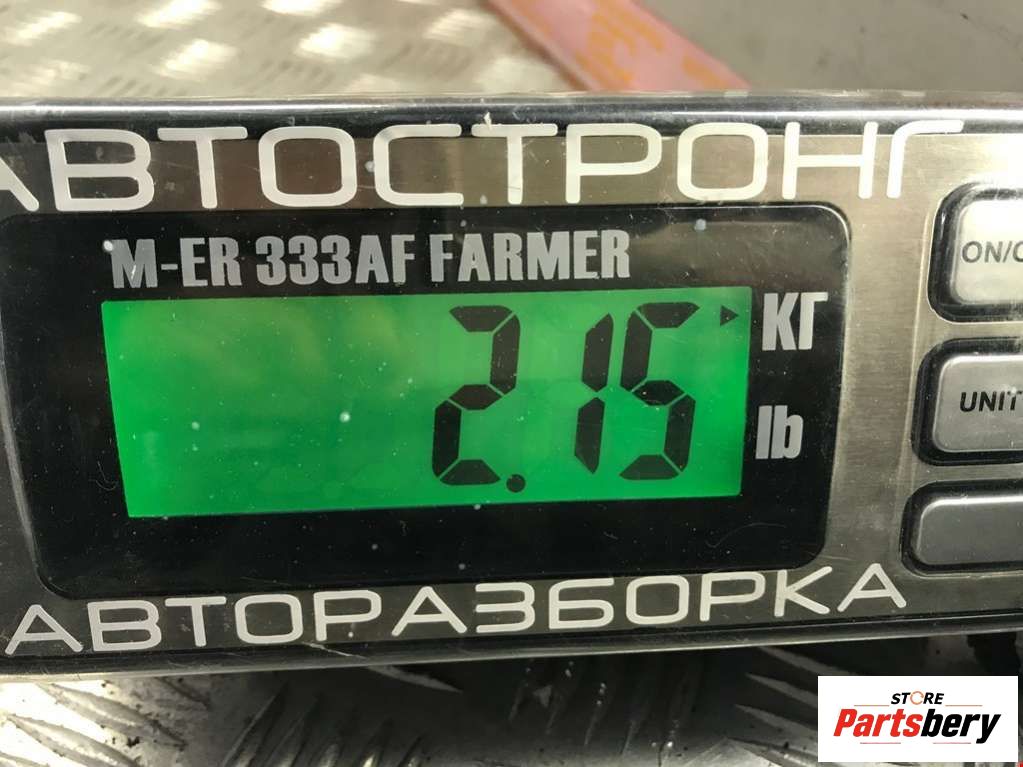 АВТОСТРОНГ
M-ER 333AF FARMER
2.15
КГ
lb
ON/O
UNIT
АВТОРАЗБОРКА
STORE
Partsbery